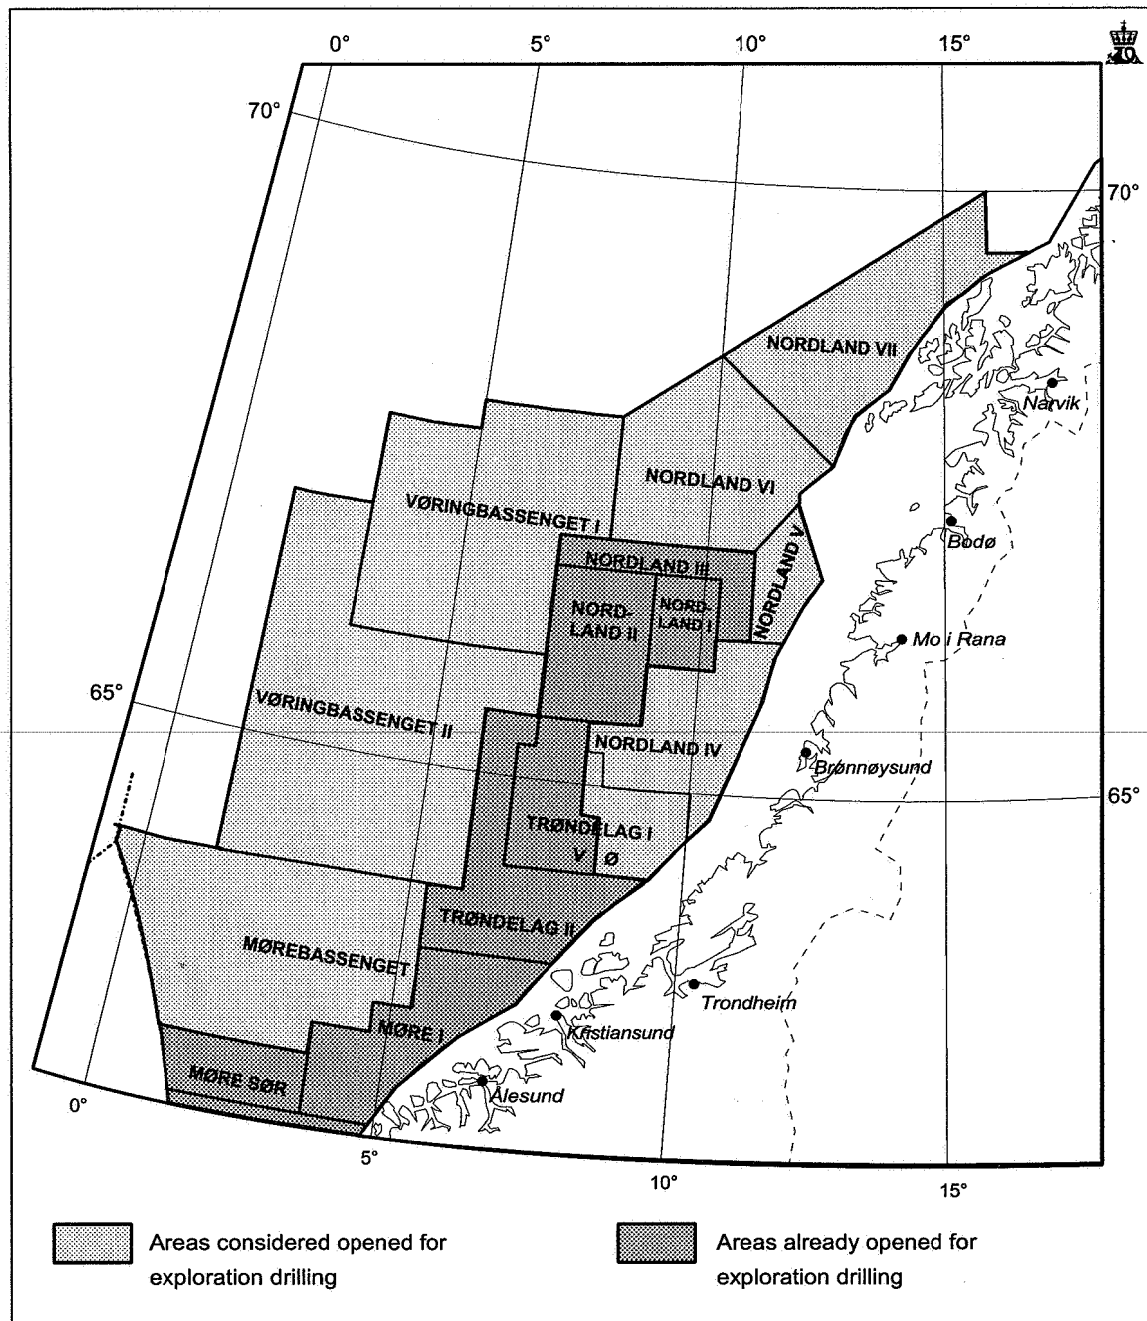 0°
5°
10°
15°
70°
70°
NORDLAND VII
Narvik
NORDLAND VI
VØRINGBASSENGET I
Bodø
NORDLAND V
NORDLAND III
NORD-
LAND II
NORD-
LAND I
Mo i Rana
65°
VØRINGBASSENGET II
NORDLAND IV
Brønnøysund
65°
TRØNDELAG I
V Ø
TRØNDELAG II
MØREBASSENGET
Trondheim
Kristiansund
MØRE I
MØRE SØR
Ålesund
0°
5°
10°
15°
Areas considered opened for
exploration drilling
Areas already opened for
exploration drilling